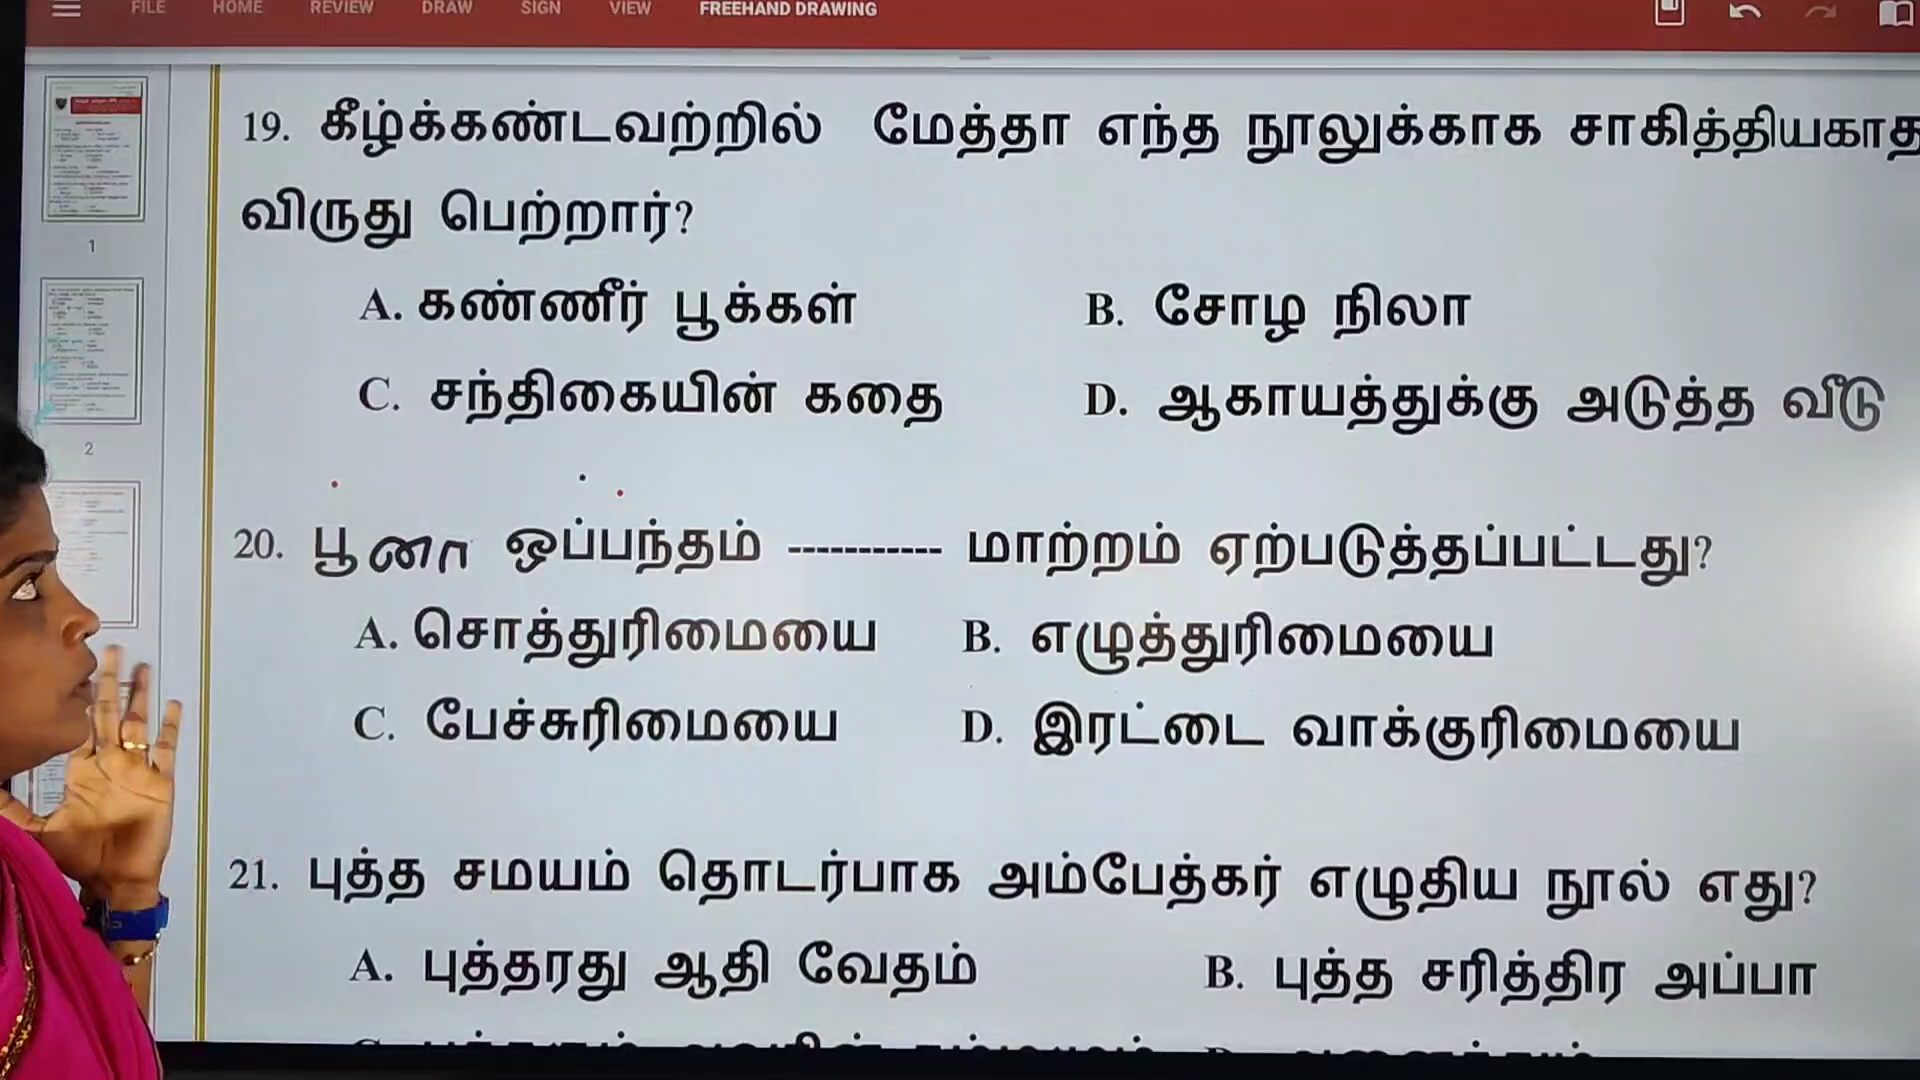 FILE HOME REVIEW DRAW SIGN VIEW FREEHAND DRAWING
19. கீழ்க்கண்டவற்றில் மேத்தா எந்த நூலுக்காக சாகித்தியகாத
விருது பெற்றார்?
A. கண்ணீர் பூக்கள் B. சோழ நிலா
C. சந்திகையின் கதை D. ஆகாயத்துக்கு அடுத்த வீடு
20. பூனா ஒப்பந்தம் ----------- மாற்றம் ஏற்படுத்தப்பட்டது?
A. சொத்துரிமையை B. எழுத்துரிமையை
C. பேச்சுரிமையை D. இரட்டை வாக்குரிமையை
21. புத்த சமயம் தொடர்பாக அம்பேத்கர் எழுதிய நூல் எது?
A. புத்தரது ஆதி வேதம் B. புத்த சரித்திர அப்பா
1
2